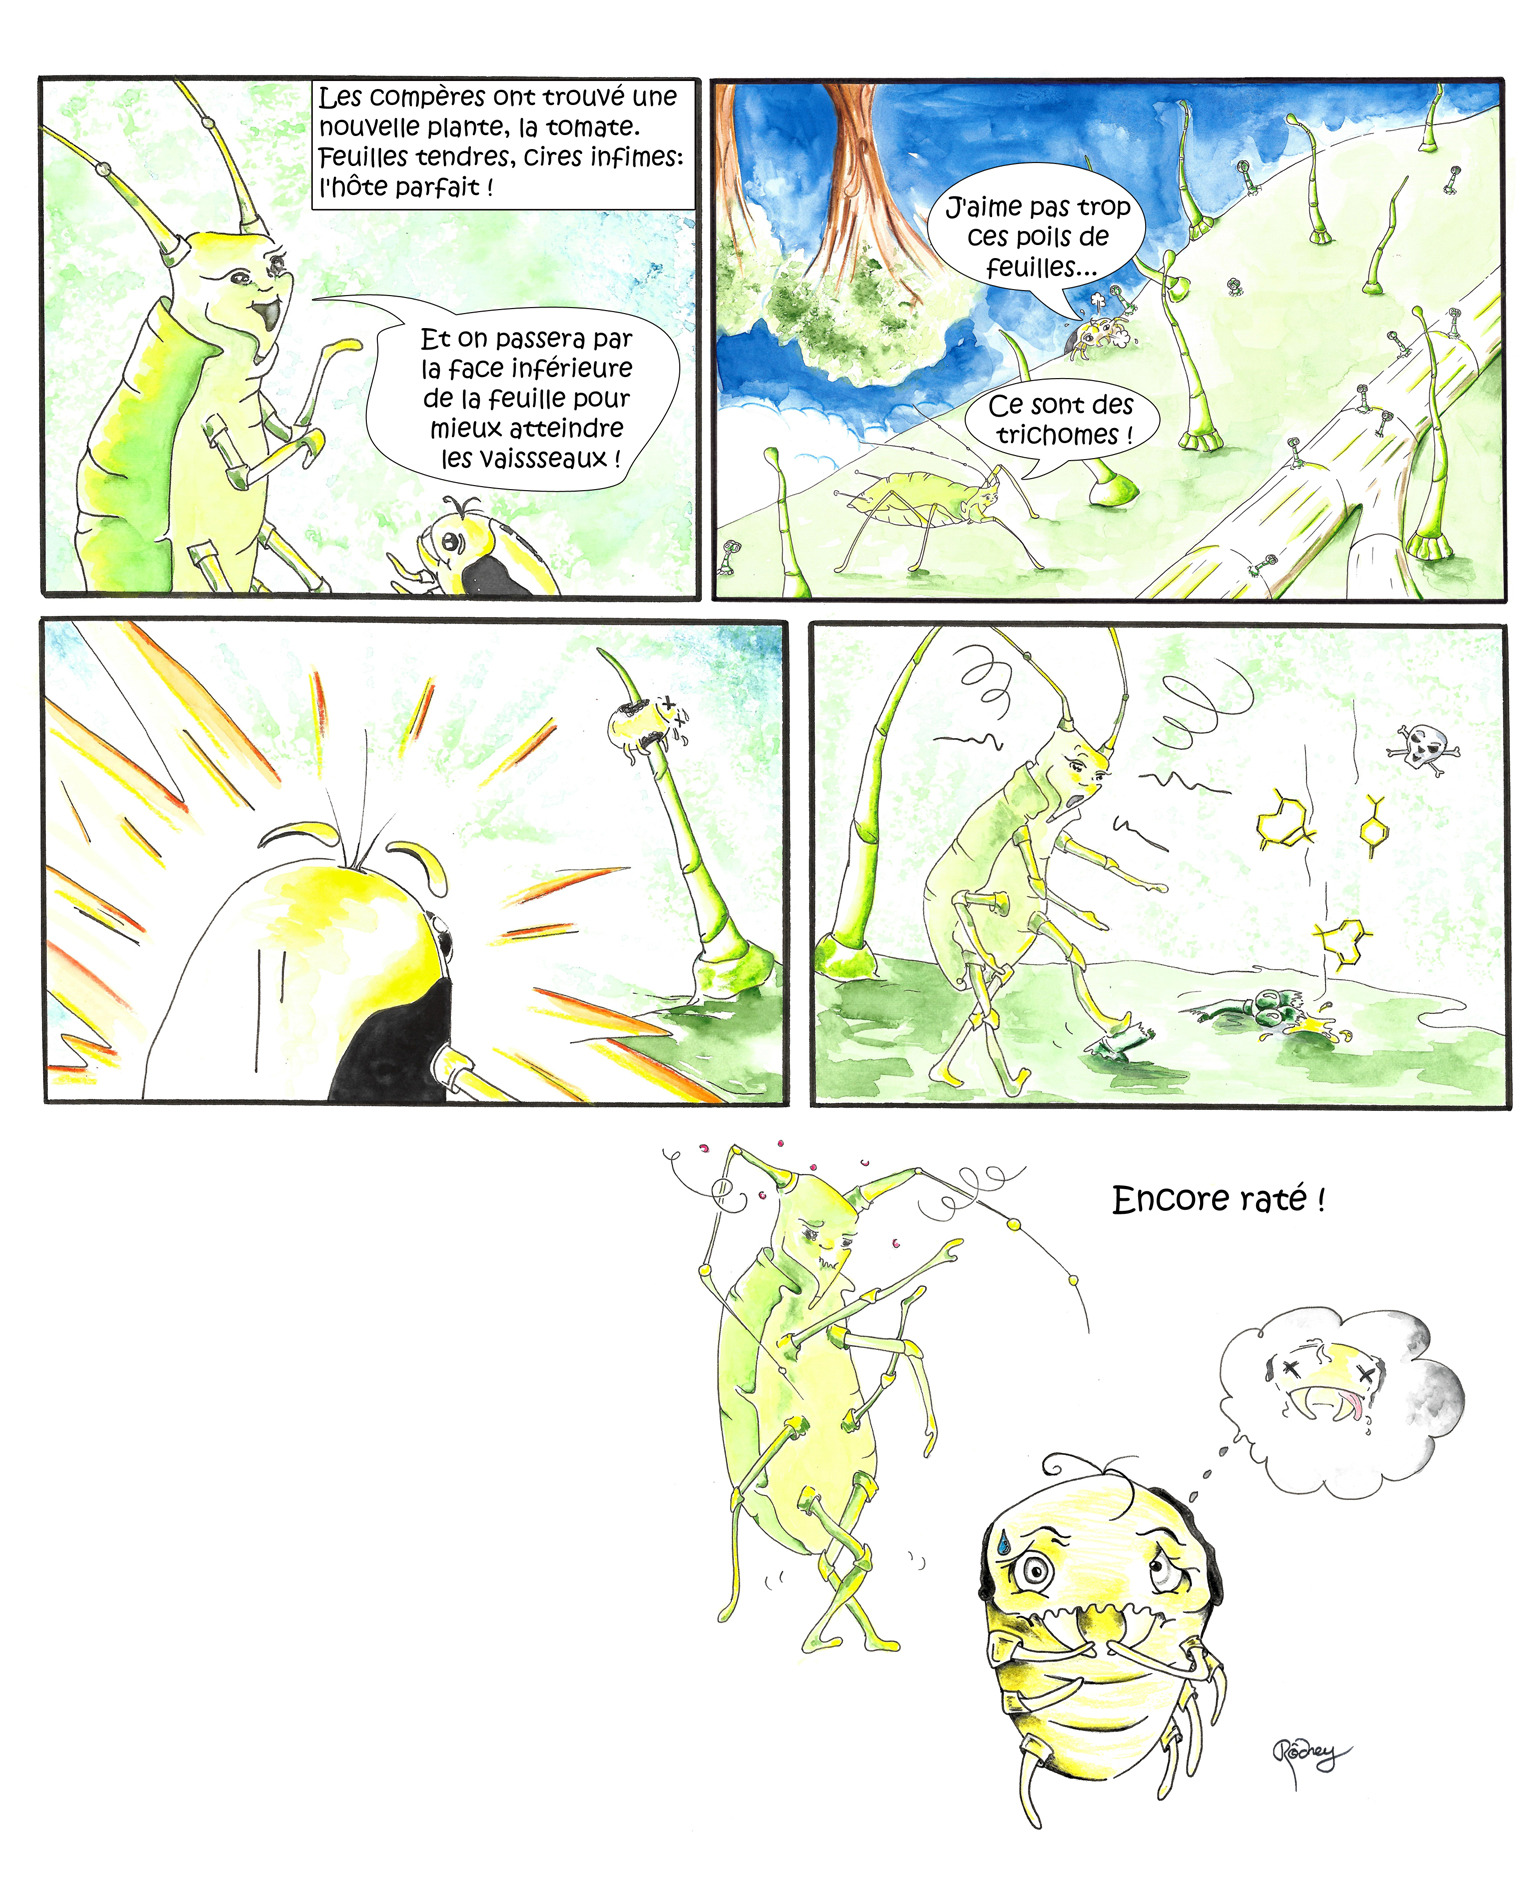 Les compères ont trouvé une
nouvelle plante, la tomate.
Feuilles tendres, cires infimes:
l'hôte parfait !
Et on passera par
la face inférieure
de la feuille pour
mieux atteindre
les vaissseaux !
J'aime pas trop
ces poils de
feuilles...
Ce sont des
trichomes !
Encore raté !
Rodney